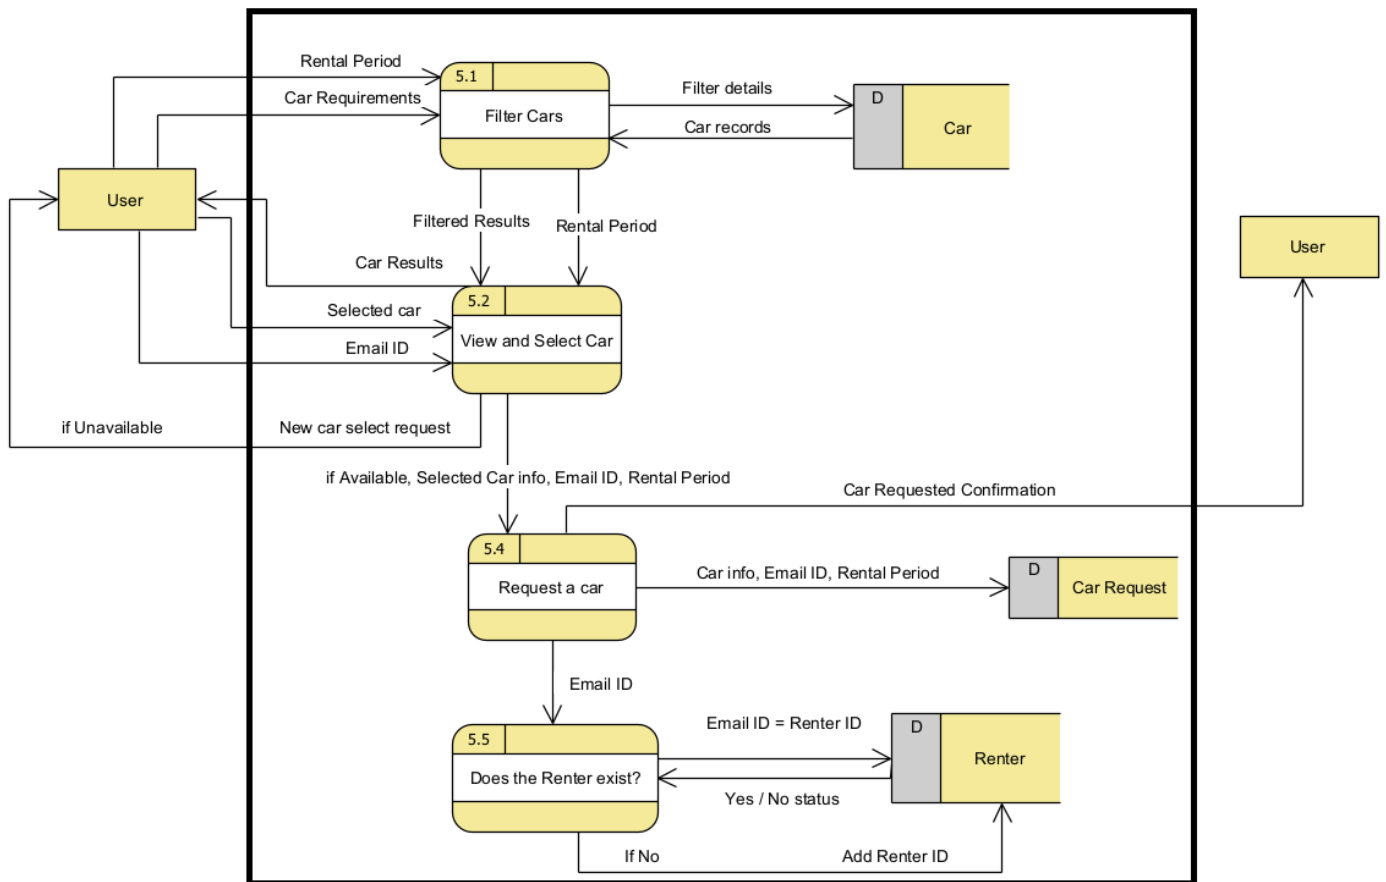 Rental Period
5.1
Filter details
D
Car Requirements
Filter Cars
Car
Car records
User
Filtered Results
Rental Period
User
Car Results
5.2
Selected car
View and Select Car
Email ID
if Unavailable
New car select request
if Available, Selected Car info, Email ID, Rental Period
Car Requested Confirmation
5.4
D
Car info, Email ID, Rental Period
Request a car
Car Request
Email ID
Email ID = Renter ID
D
5.5
Renter
Does the Renter exist?
Yes / No status
If No
Add Renter ID